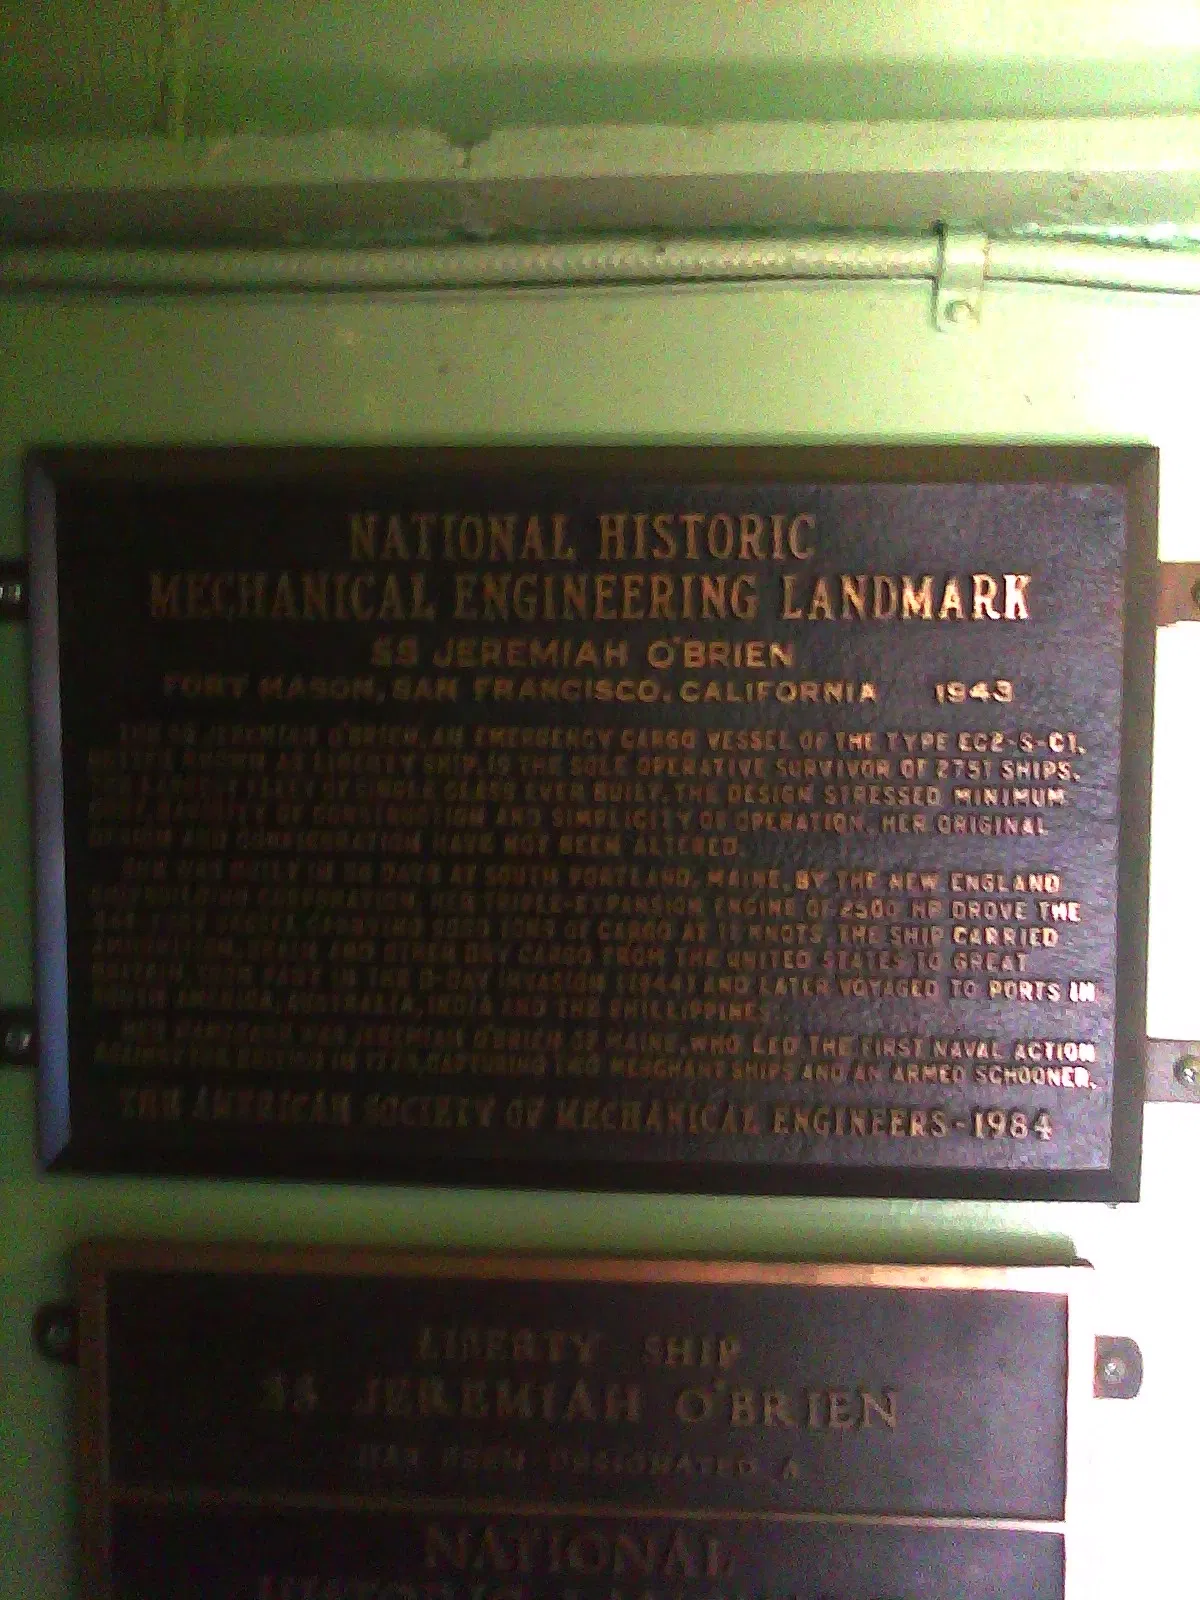 NATIONAL HISTORIC
MECHANICAL ENGINEERING LANDMARK
SS JEREMIAH O'BRIEN
FORT MASON, SAN FRANCISCO, CALIFORNIA 1943
THE SS JEREMIAH O'BRIEN, AN EMERGENCY CARGO VESSEL OF THE TYPE EC2-S-C1,
BETTER KNOWN AS LIBERTY SHIP, IS THE SOLE OPERATIVE SURVIVOR OF 2751 SHIPS,
THE LARGEST FLEET OF SINGLE CLASS EVER BUILT. THE DESIGN STRESSED MINIMUM
COST, RAPIDITY OF CONSTRUCTION AND SIMPLICITY OF OPERATION. HER ORIGINAL
DESIGN AND CONFIGURATION HAVE NOT BEEN ALTERED.
SHE WAS BUILT IN DAYS AT SOUTH PORTLAND, MAINE, BY THE NEW ENGLAND
SHIPBUILDING CORPORATION. HER TRIPLE-EXPANSION ENGINE OF 2500 HP DROVE THE
CARRYING TONS OF CARGO AT 11 KNOTS. THE SHIP CARRIED
AMMUNITION, GRAIN AND OTHER DRY CARGO FROM THE UNITED STATES TO GREAT
BRITAIN, TOOK PART IN THE D-DAY INVASION (1944) AND LATER VOYAGED TO PORTS IN
SOUTH AMERICA, AUSTRALIA, INDIA AND THE PHILLIPPINES.
HER NAMESAKE WAS JEREMIAH O'BRIEN OF MAINE, WHO LED THE FIRST NAVAL ACTION
AGAINST THE BRITISH IN 1775, CAPTURING TWO MERCHANT SHIPS AND AN ARMED SCHOONER.
THE AMERICAN SOCIETY OF MECHANICAL ENGINEERS-1984
LIBERTY SHIP
SS JEREMIAH O'BRIEN
HAS BEEN DESIGNATED A
NATIONAL